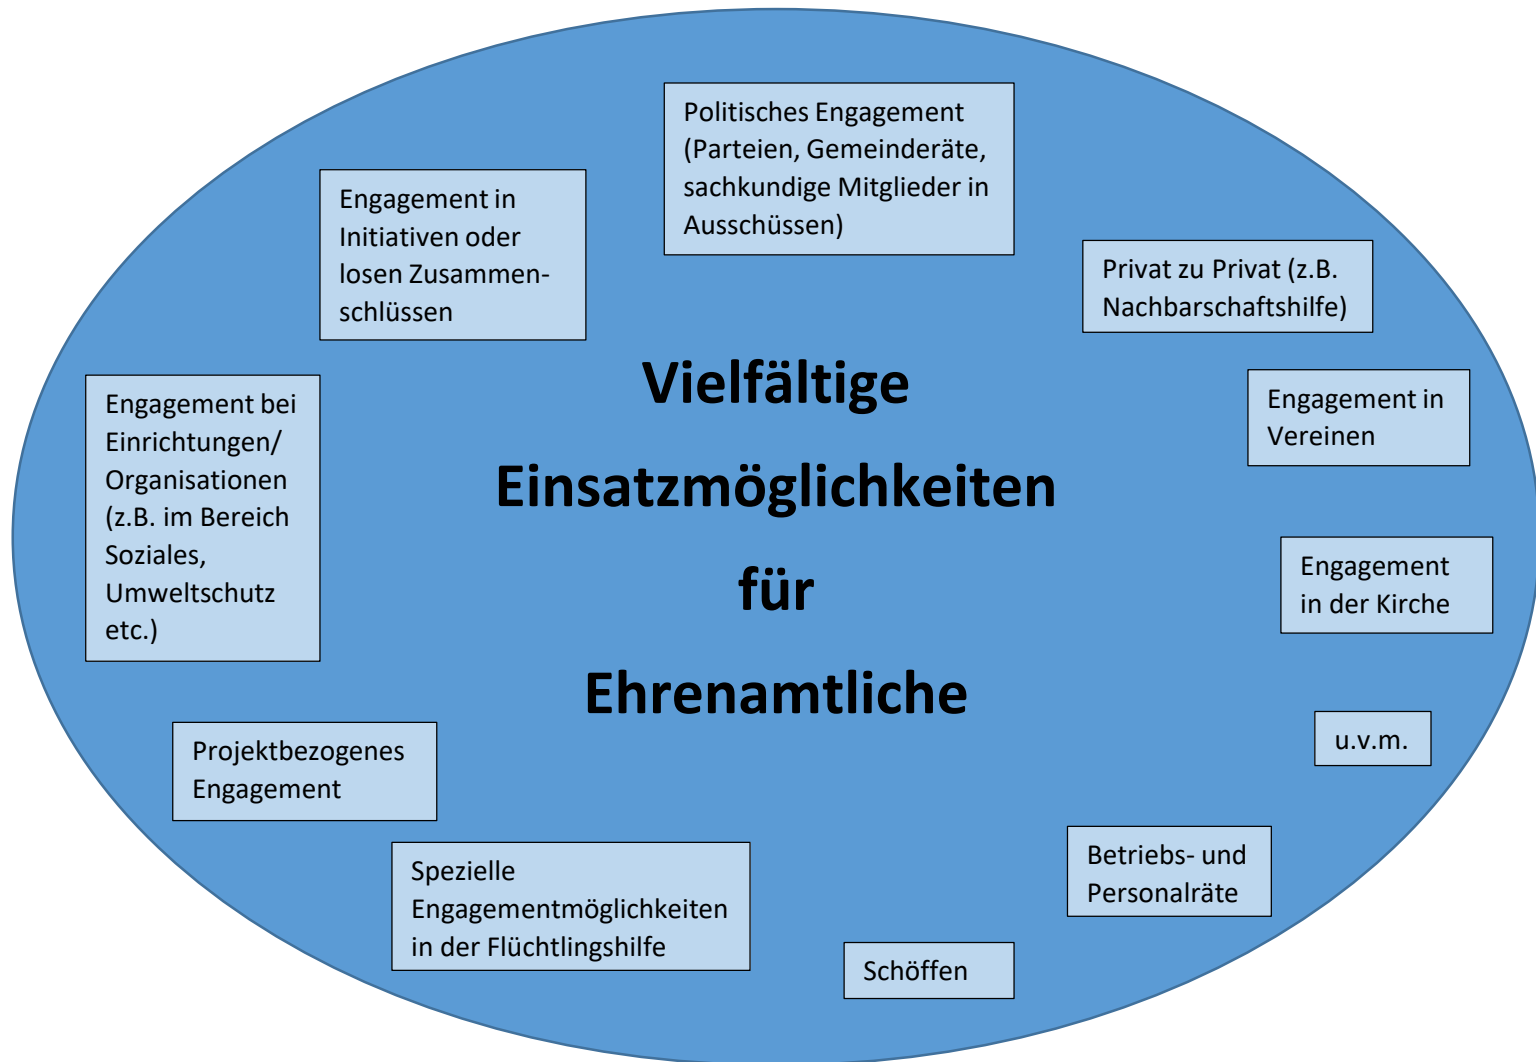 Politisches Engagement
(Parteien, Gemeinderäte,
sachkundige Mitglieder in
Ausschüssen)
Engagement in
Initiativen oder
losen Zusammen-
schlüssen
Privat zu Privat (z.B.
Nachbarschaftshilfe)
Engagement bei
Einrichtungen/
Organisationen
(z.B. im Bereich
Soziales,
Umweltschutz
etc.)
Vielfältige
Einsatzmöglichkeiten
für
Ehrenamtliche
Engagement in
Vereinen
Engagement
in der Kirche
u.v.m.
Projektbezogenes
Engagement
Spezielle
Engagementmöglichkeiten
in der Flüchtlingshilfe
Betriebs- und
Personalräte
Schöffen